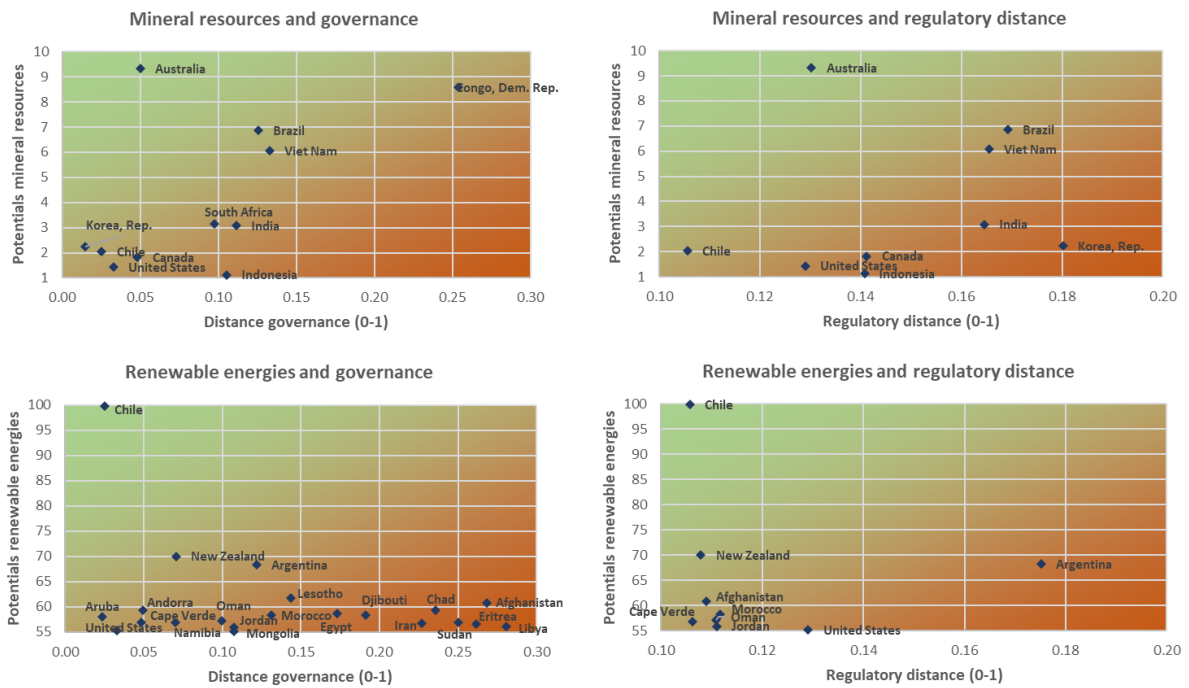 Mineral resources and governance
Potentials mineral resources
10
9
8
7
6
5
4
3
2
1
Australia
Congo, Dem. Rep.
Brazil
Viet Nam
South Africa
Korea, Rep.
India
Chile
Canada
United States
Indonesia
0.00 0.05 0.10 0.15 0.20 0.25 0.30
Distance governance (0-1)
Mineral resources and regulatory distance
Potentials mineral resources
10
9
8
7
6
5
4
3
2
1
Australia
Brazil
Viet Nam
India
Chile
Korea, Rep.
Canada
United States
Indonesia
0.10 0.12 0.14 0.16 0.18 0.20
Regulatory distance (0-1)
Renewable energies and governance
Potentials renewable energies
100
95
90
85
80
75
70
65
60
55
Chile
New Zealand
Argentina
Lesotho
Aruba
Andorra
Oman
Djibouti
Chad
Afghanistan
Cape Verde
Morocco
Eritrea
United States
Jordan
Iran
Libya
Namibia
Mongolia
Egypt
Sudan
0.00 0.05 0.10 0.15 0.20 0.25 0.30
Distance governance (0-1)
Renewable energies and regulatory distance
Potentials renewable energies
100
95
90
85
80
75
70
65
60
55
Chile
New Zealand
Argentina
Afghanistan
Cape Verde
Morocco
Oman
Jordan
United States
0.10 0.12 0.14 0.16 0.18 0.20
Regulatory distance (0-1)